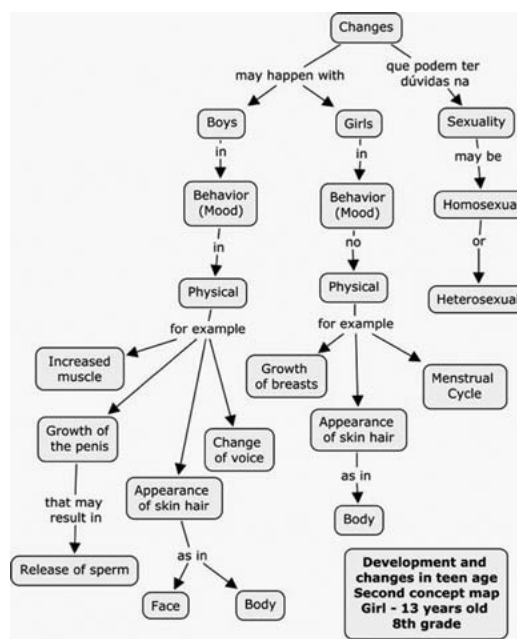 Changes
may happen with
que podem ter
dúvidas na
Boys
Girls
Sexuality
in
in
may be
Behavior
(Mood)
Behavior
(Mood)
Homosexual
in
no
or
Physical
Physical
Heterosexual
for example
for example
Increased
muscle
Growth
of breasts
Menstrual
Cycle
Growth of
the penis
Change
of voice
Appearance
of skin hair
Appearance
of skin hair
that may
result in
as in
Body
Release of sperm
as in
Face
Body
Development and
changes in teen age
Second concept map
Girl - 13 years old
8th grade